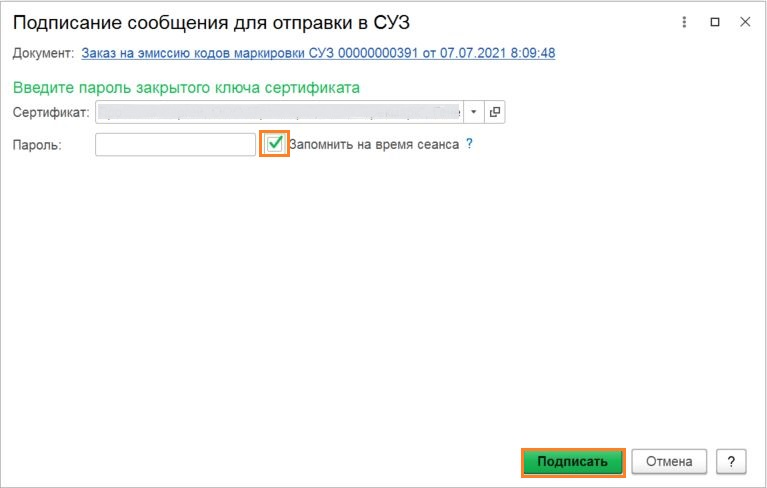 Подписание сообщения для отправки в СУЗ
Документ: Заказ на эмиссию кодов маркировки СУЗ 00000000391 от 07.07.2021 8:09:48
Введите пароль закрытого ключа сертификата
Сертификат:
Пароль: Запомнить на время сеанса ?
Подписать Отмена ?